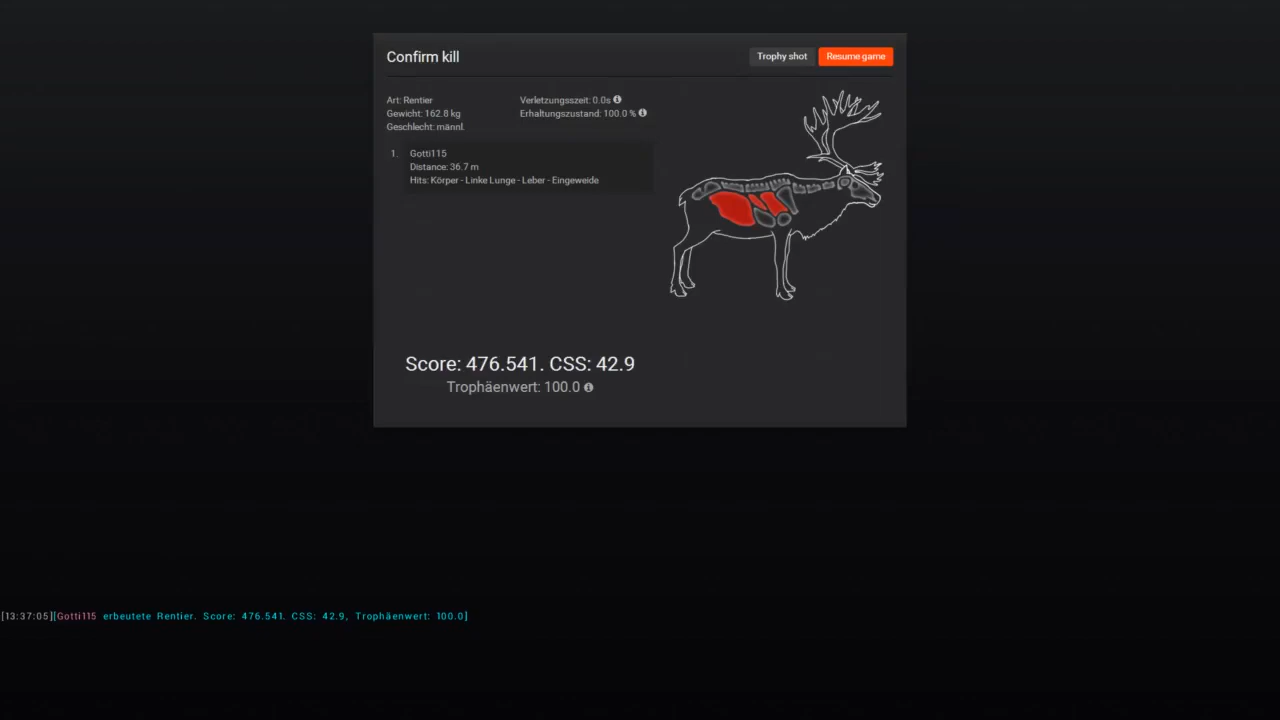 Confirm kill
Trophy shot
Resume game
Art: Rentier
Verletzungsszeit: 0.0s
Gewicht: 162.8 kg
Erhaltungszustand: 100.0 %
Geschlecht: männl.
1. Gotti115
Distance: 36.7 m
Hits: Körper - Linke Lunge - Leber - Eingeweide
Score: 476.541. CSS: 42.9
Trophäenwert: 100.0
[13:37:05][Gotti115 erbeutete Rentier. Score: 476.541. CSS: 42.9, Trophäenwert: 100.0]